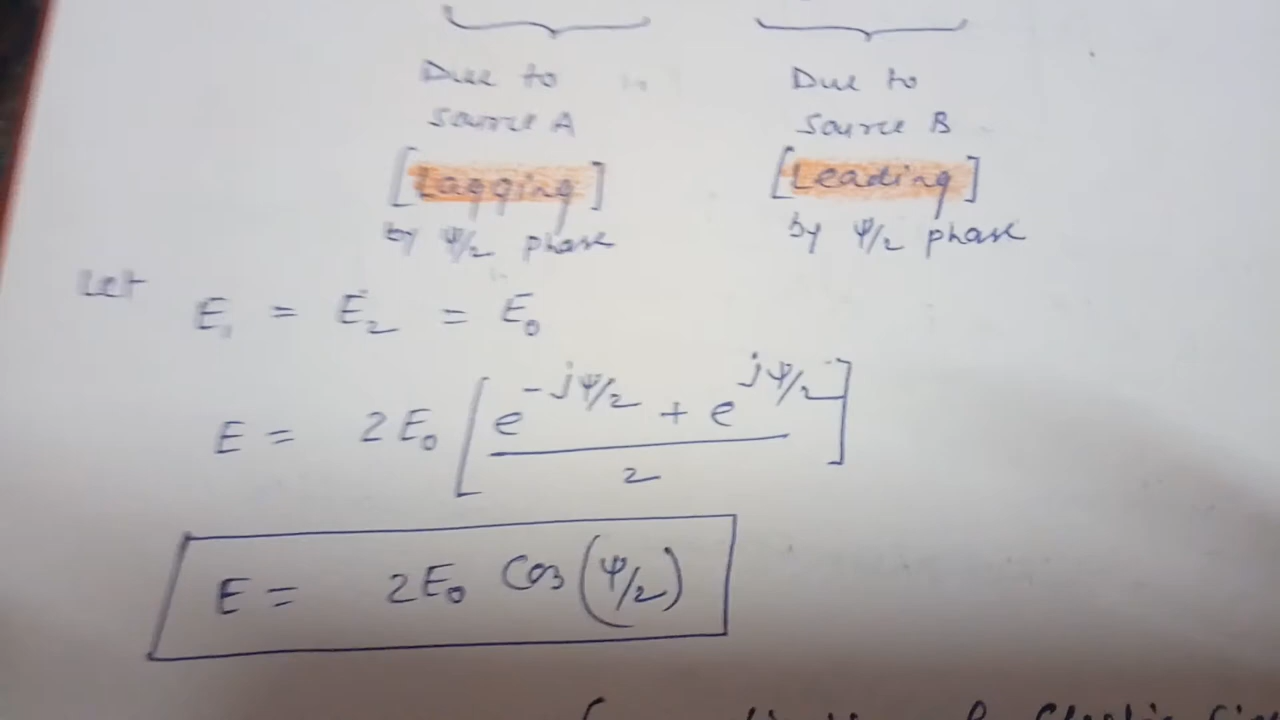 Due to Due to
Source A Source B
[Lagging] [Leading]
by ψ/2 phase by ψ/2 phase
Let E₁ = E₂ = E₀
E = 2E₀ [ (e^(-jψ/2) + e^(jψ/2)) / 2 ]
E = 2E₀ Cos(ψ/2)